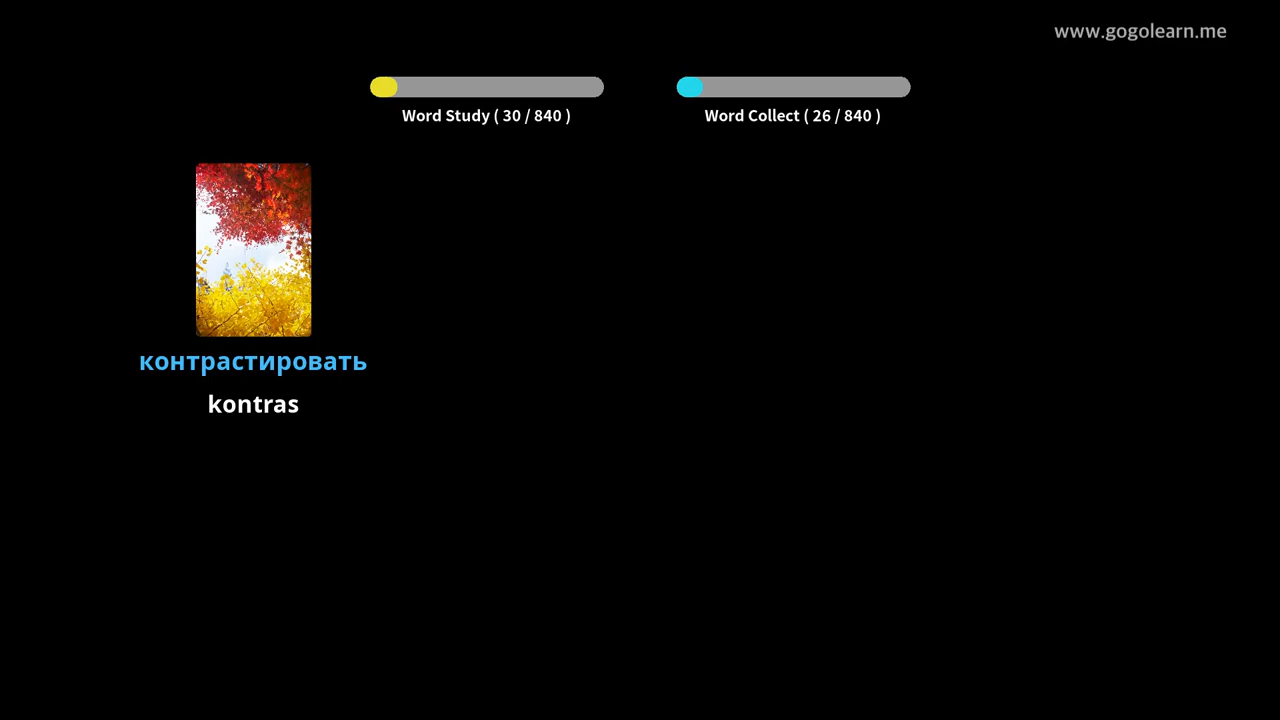 www.gogolearn.me
Word Study ( 30 / 840 )
Word Collect ( 26 / 840 )
контрастировать
kontras